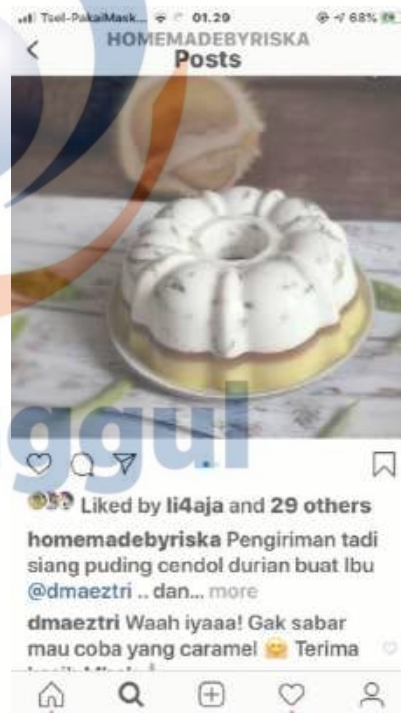 Tsel-PakaiMask... 01.29 68%
HOMEMADEBYRISKA
Posts
nggul
Liked by li4aja and 29 others
homemadebyriska Pengiriman tadi
siang puding cendol durian buat Ibu
@dmaeztri .. dan... more
dmaeztri Waah iyaaa! Gak sabar
mau coba yang caramel 🤗 Terima